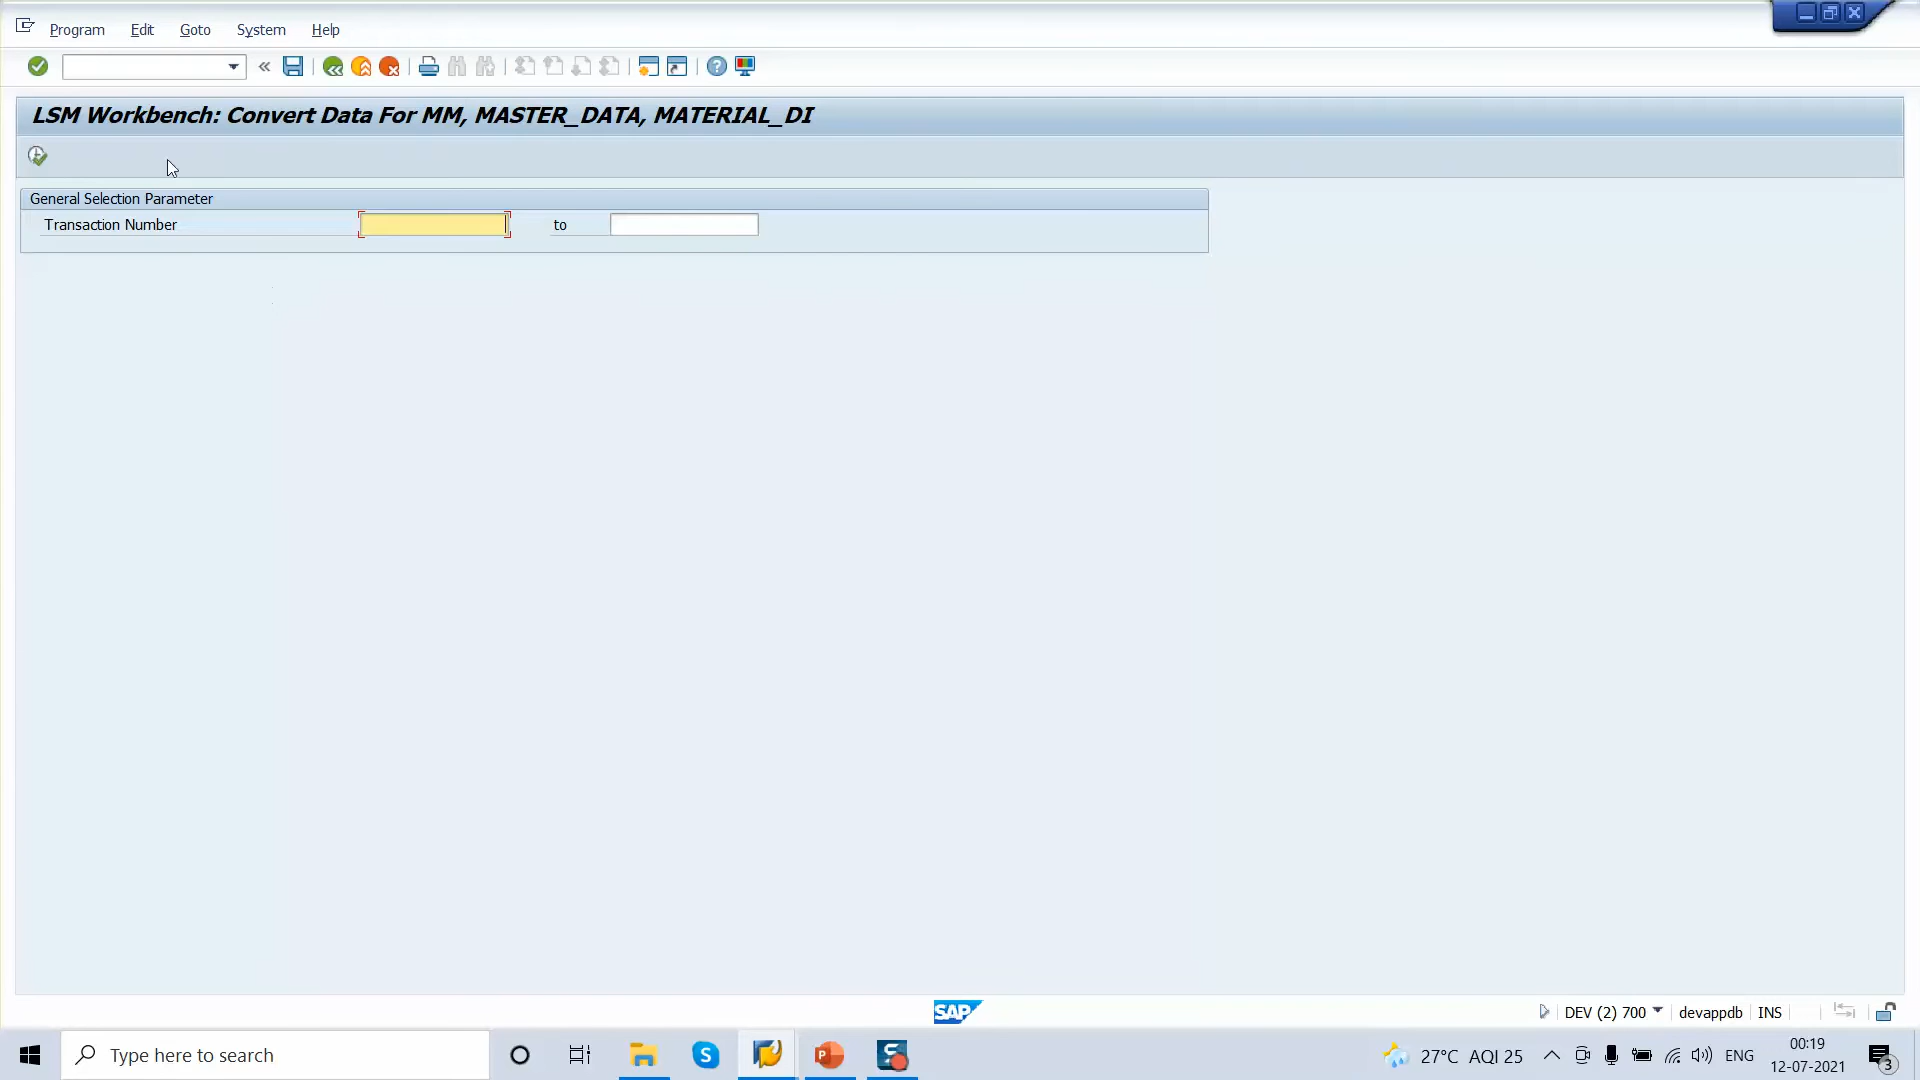 Program Edit Goto System Help
LSM Workbench: Convert Data For MM, MASTER_DATA, MATERIAL_DI
General Selection Parameter
Transaction Number to
SAP
DEV (2) 700 devappdb INS
Type here to search
27°C AQI 25 ENG
00:19
12-07-2021
3